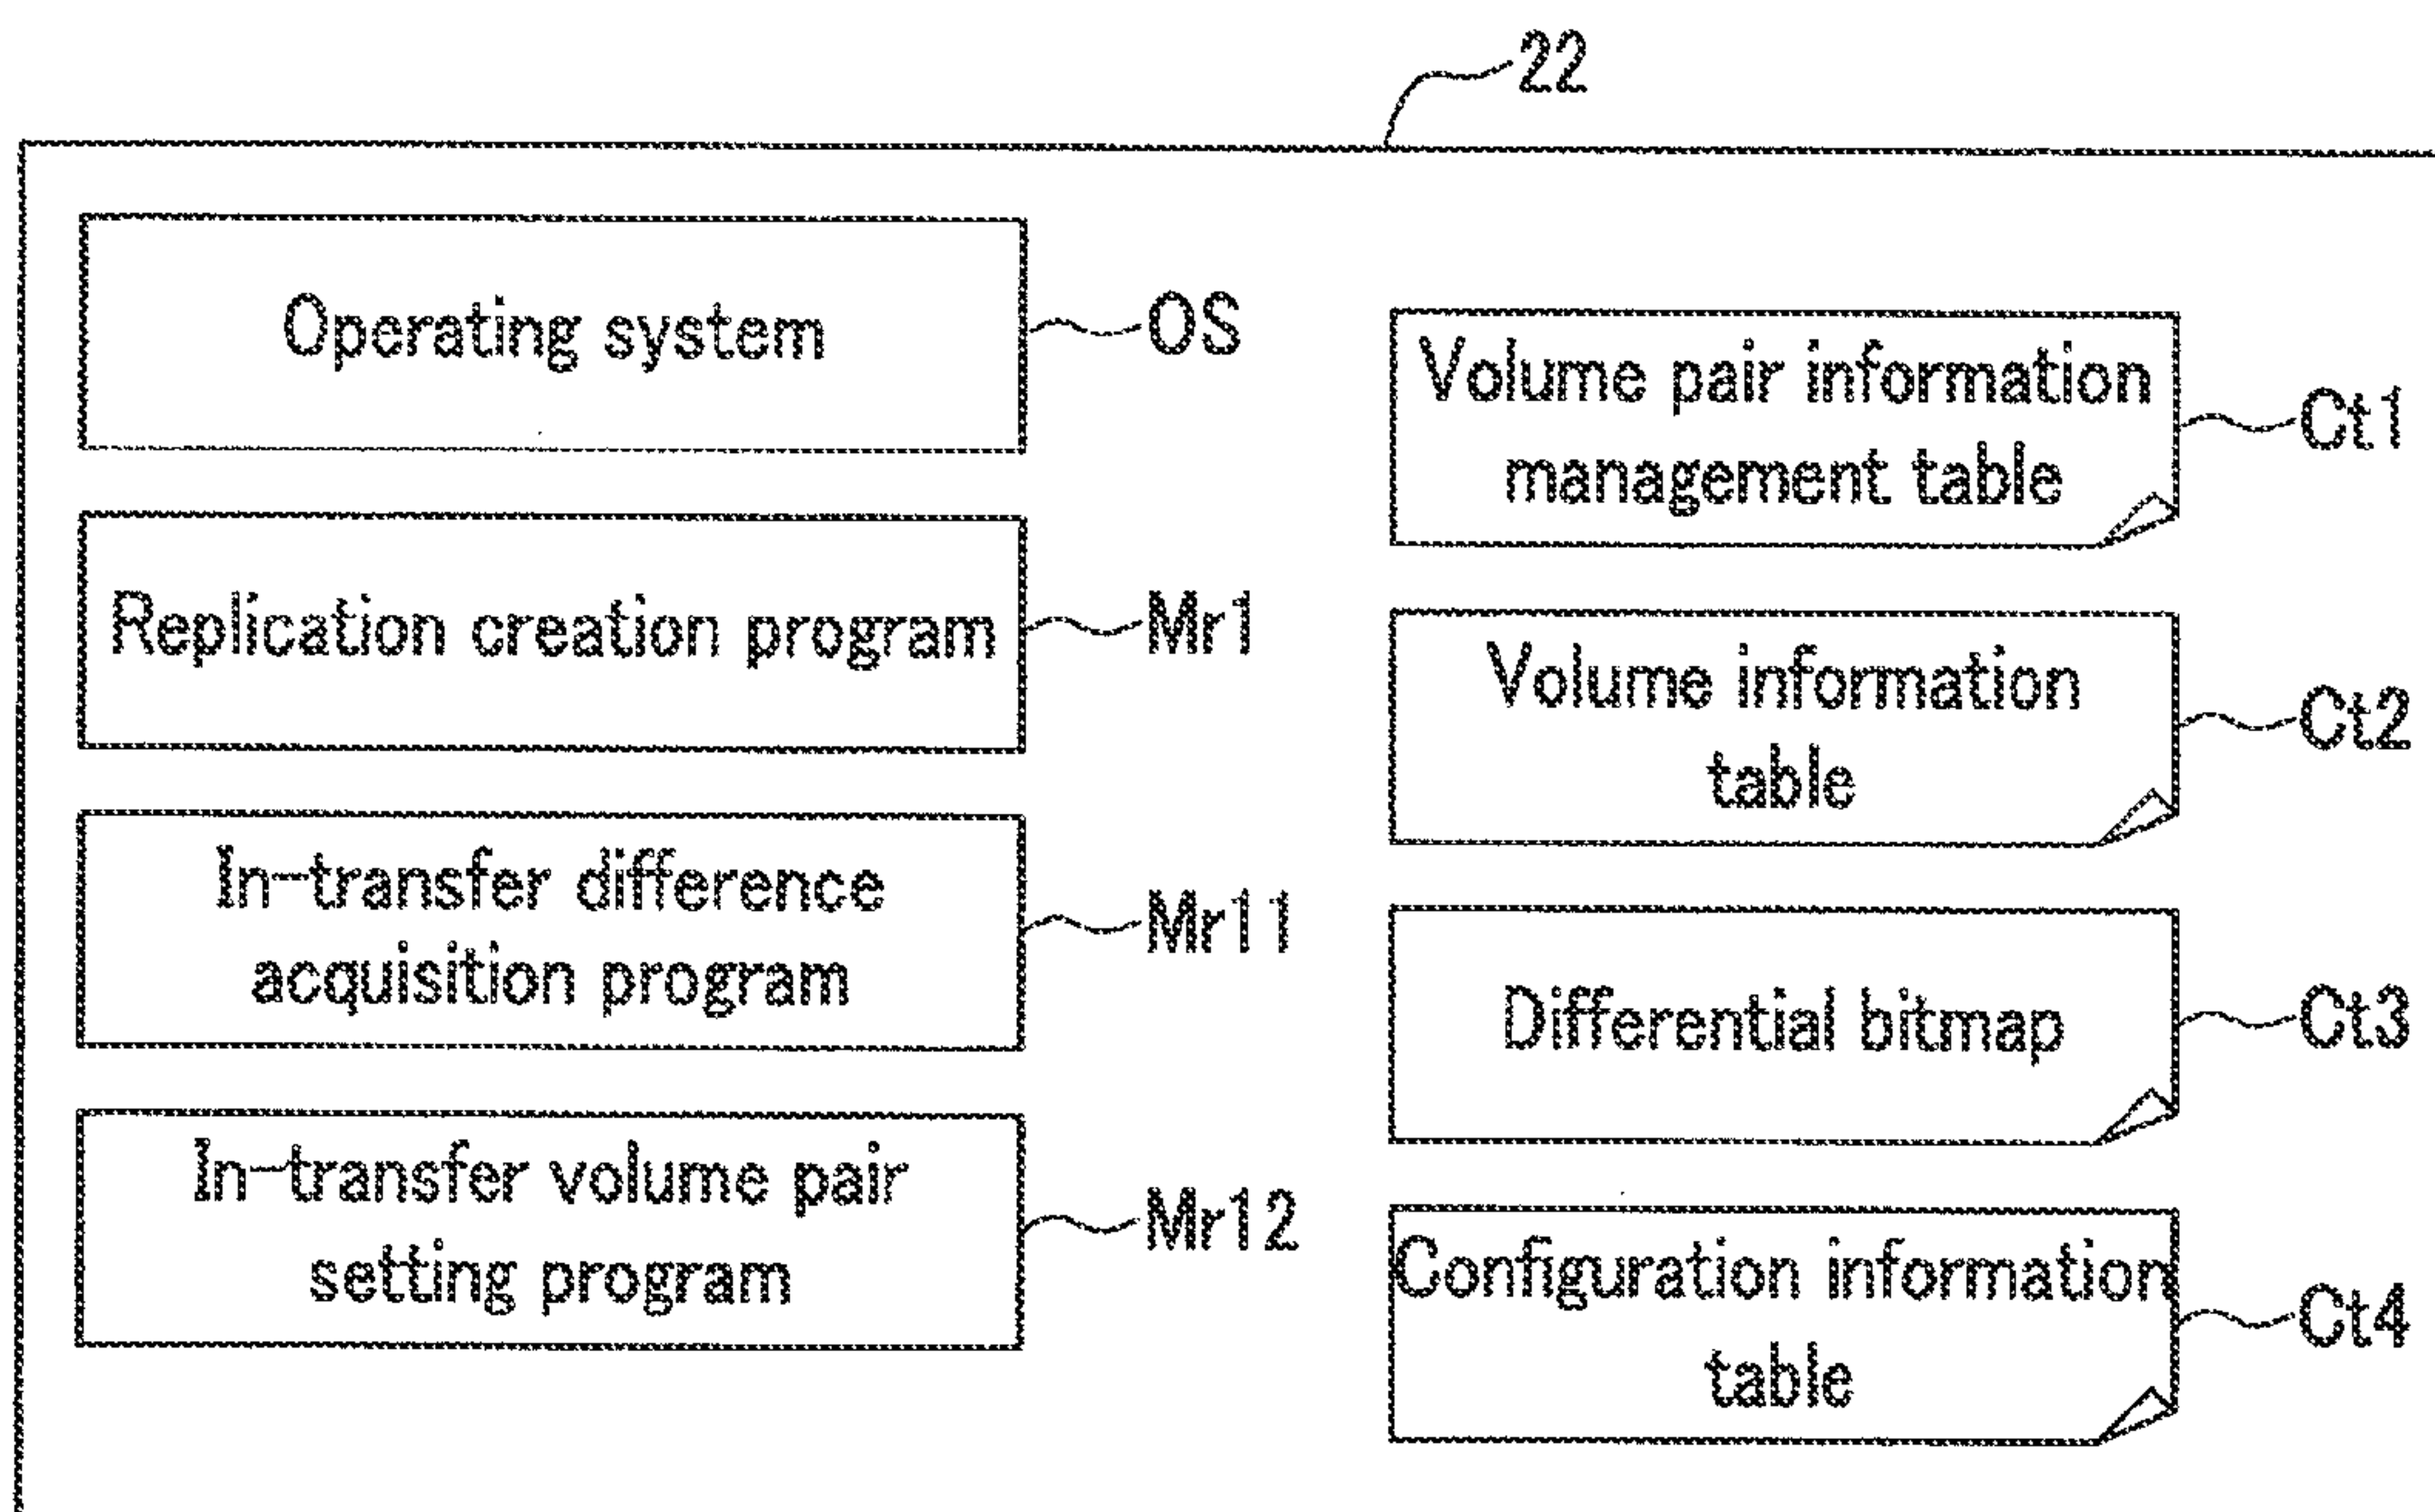 22
Operating system
OS
Replication creation program
Mr1
In-transfer difference
acquisition program
Mr11
In-transfer volume pair
setting program
Mr12
Volume pair information
management table
Ct1
Volume information
table
Ct2
Differential bitmap
Ct3
Configuration information
table
Ct4